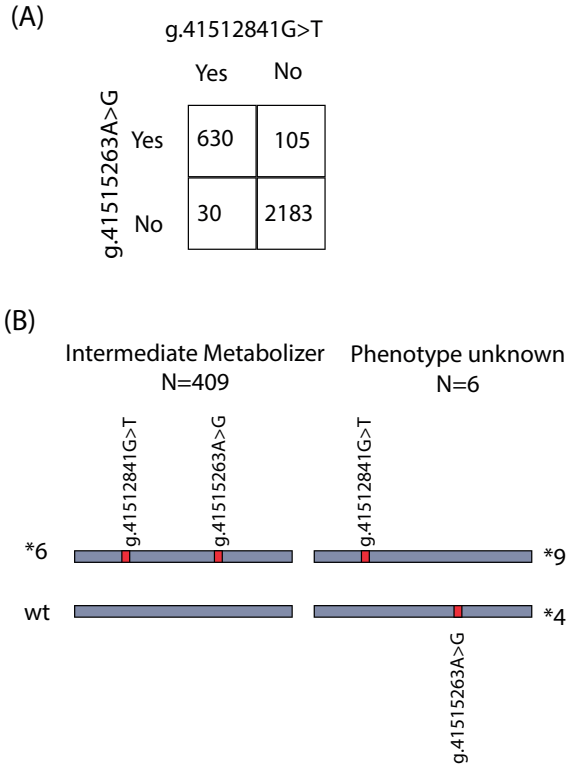 (A)
g.41512841G>T
Yes No
g.41515263A>G
Yes 630 105
No 30 2183
(B)
Intermediate Metabolizer
N=409
Phenotype unknown
N=6
g.41512841G>T
g.41515263A>G
g.41512841G>T
*6
*9
wt
*4
g.41515263A>G